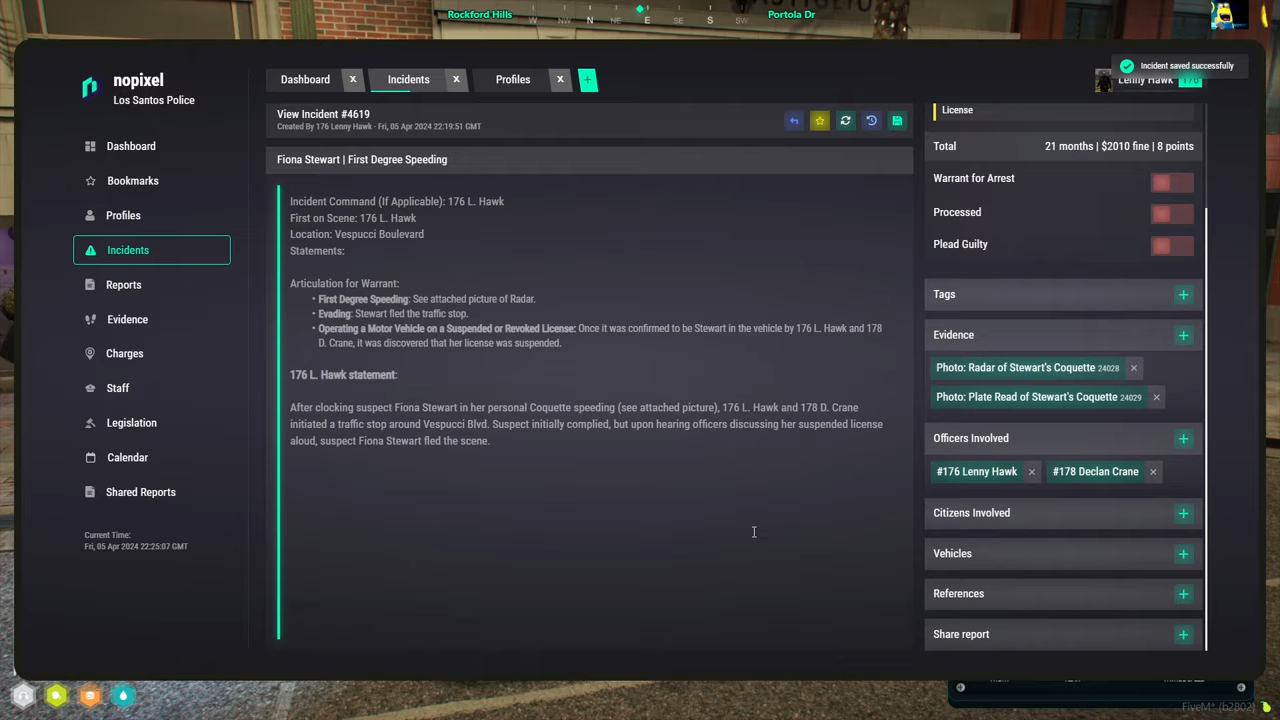 Rockford Hills
W NW N NE E SE S SW
Portola Dr
nopixel
Los Santos Police
Dashboard x
Incidents x
Profiles x
+
Incident saved successfully
Lenny Hawk 176
Dashboard
Bookmarks
Profiles
Incidents
Reports
Evidence
Charges
Staff
Legislation
Calendar
Shared Reports
Current Time:
Fri, 05 Apr 2024 22:25:07 GMT
View Incident #4619
Created By 176 Lenny Hawk - Fri, 05 Apr 2024 22:19:51 GMT
Fiona Stewart | First Degree Speeding
Incident Command (If Applicable): 176 L. Hawk
First on Scene: 176 L. Hawk
Location: Vespucci Boulevard
Statements:
Articulation for Warrant:
• First Degree Speeding: See attached picture of Radar.
• Evading: Stewart fled the traffic stop.
• Operating a Motor Vehicle on a Suspended or Revoked License: Once it was confirmed to be Stewart in the vehicle by 176 L. Hawk and 178
D. Crane, it was discovered that her license was suspended.
176 L. Hawk statement:
After clocking suspect Fiona Stewart in her personal Coquette speeding (see attached picture), 176 L. Hawk and 178 D. Crane
initiated a traffic stop around Vespucci Blvd. Suspect initially complied, but upon hearing officers discussing her suspended license
aloud, suspect Fiona Stewart fled the scene.
License
Total 21 months | $2010 fine | 8 points
Warrant for Arrest
Processed
Plead Guilty
Tags +
Evidence +
Photo: Radar of Stewart's Coquette 24028 ×
Photo: Plate Read of Stewart's Coquette 24029 ×
Officers Involved +
#176 Lenny Hawk × #178 Declan Crane ×
Citizens Involved +
Vehicles +
References +
Share report +
FiveM* (b2802)